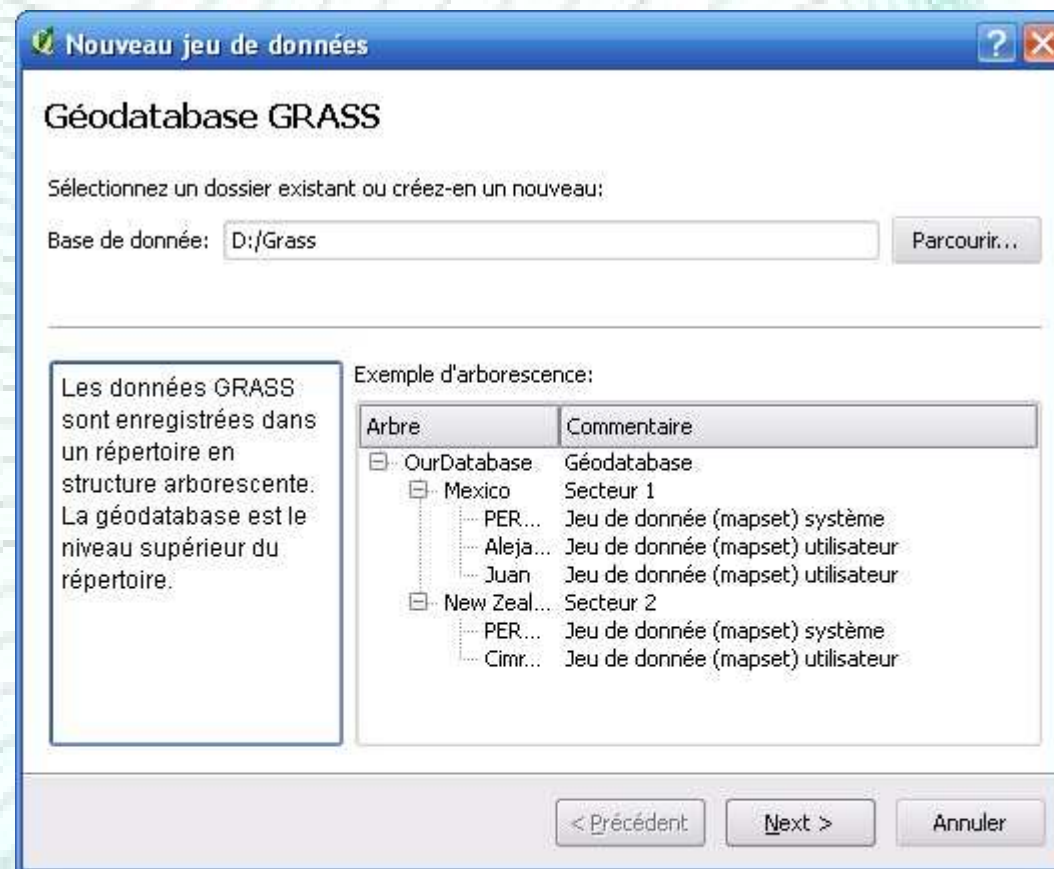 Nouveau jeu de données
Géodatabase GRASS
Sélectionnez un dossier existant ou créez-en un nouveau:
Base de donnée: D:/Grass Parcourir...
Les données GRASS
sont enregistrées dans
un répertoire en
structure arborescente.
La géodatabase est le
niveau supérieur du
répertoire.
Exemple d'arborescence:
Arbre Commentaire
OurDatabase Géodatabase
Mexico Secteur 1
PER... Jeu de donnée (mapset) système
Aleja... Jeu de donnée (mapset) utilisateur
Juan Jeu de donnée (mapset) utilisateur
New Zeal... Secteur 2
PER... Jeu de donnée (mapset) système
Cimr... Jeu de donnée (mapset) utilisateur
< Précédent Next > Annuler